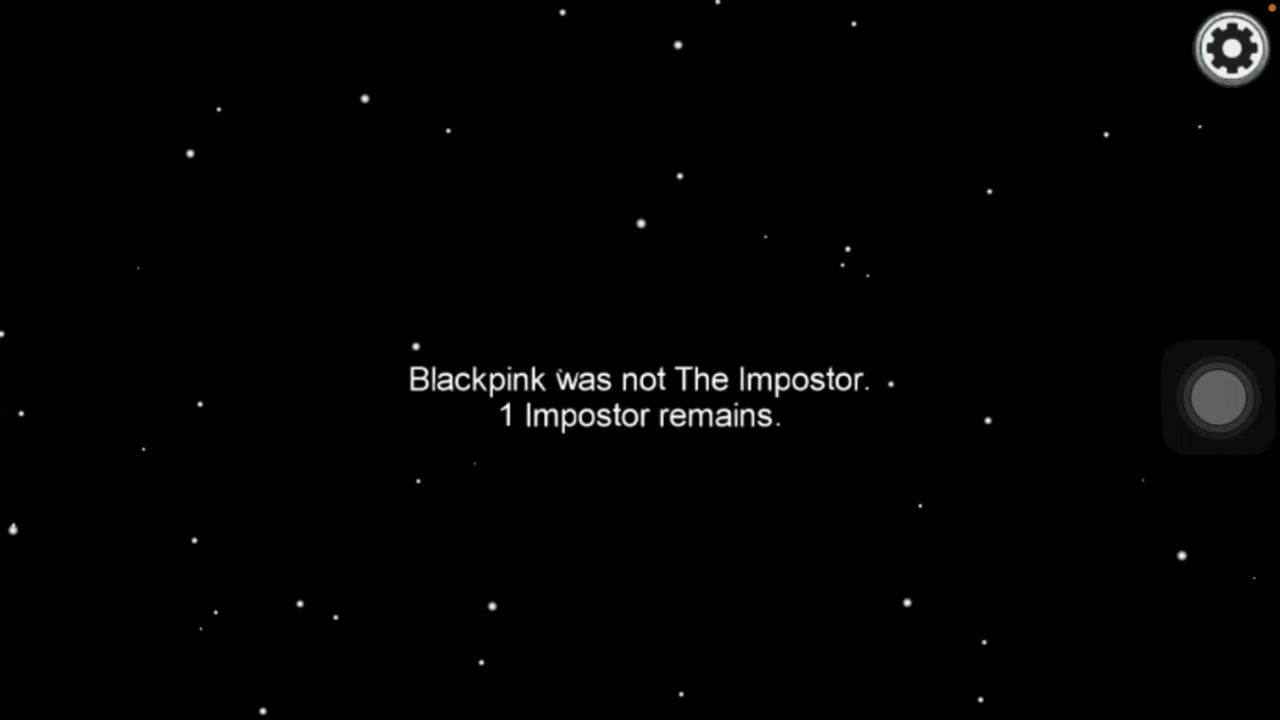 Blackpink was not The Impostor.
1 Impostor remains.